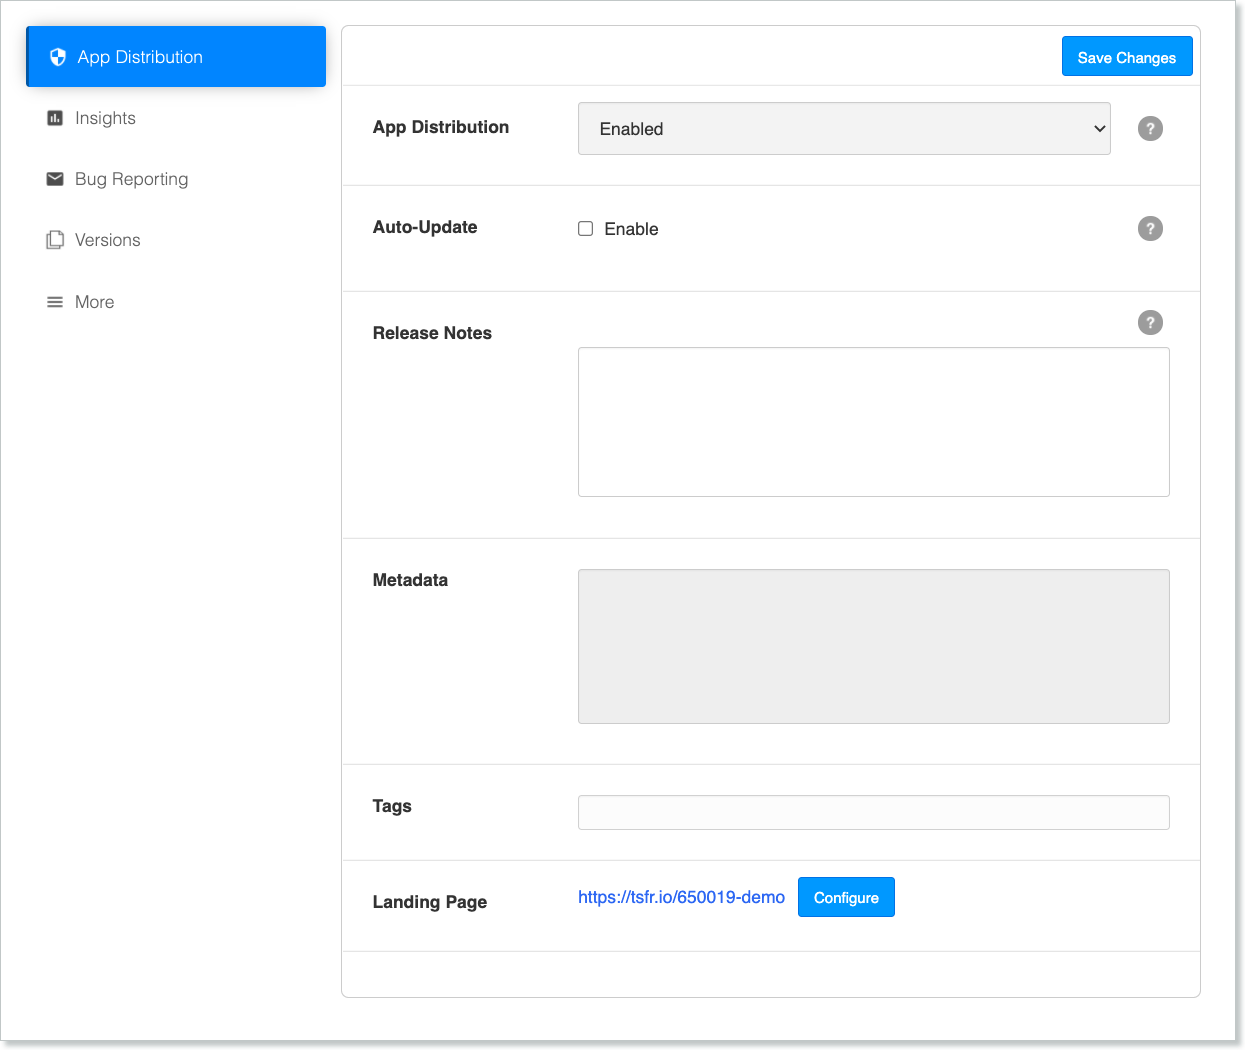 App Distribution
Insights
Bug Reporting
Versions
More
Save Changes
App Distribution
Enabled
?
Auto-Update
Enable
?
Release Notes
?
Metadata
Tags
Landing Page
https://tsfr.io/650019-demo
Configure